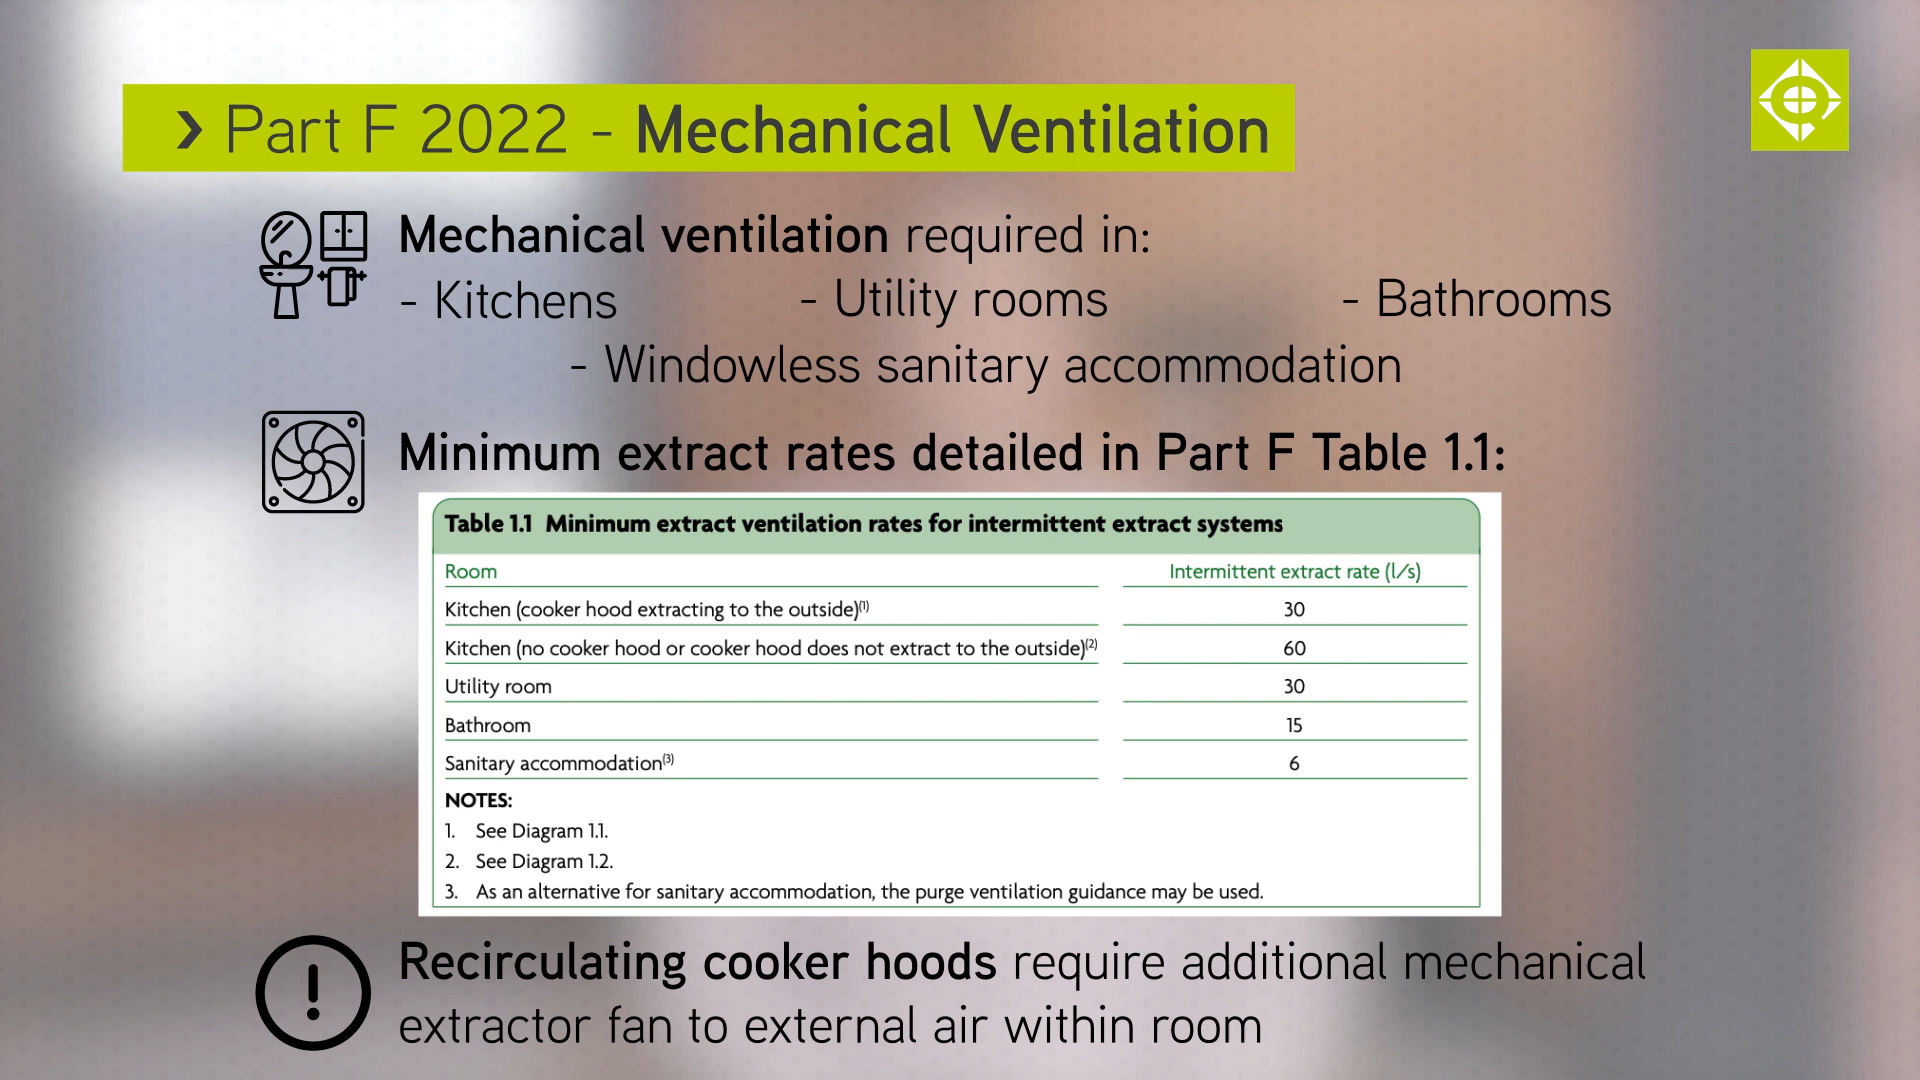 › Part F 2022 - Mechanical Ventilation
Mechanical ventilation required in:
- Kitchens - Utility rooms - Bathrooms
- Windowless sanitary accommodation
Minimum extract rates detailed in Part F Table 1.1:
Table 1.1 Minimum extract ventilation rates for intermittent extract systems
Room Intermittent extract rate (l/s)
Kitchen (cooker hood extracting to the outside)(1) 30
Kitchen (no cooker hood or cooker hood does not extract to the outside)(2) 60
Utility room 30
Bathroom 15
Sanitary accommodation(3) 6
NOTES:
1. See Diagram 1.1.
2. See Diagram 1.2.
3. As an alternative for sanitary accommodation, the purge ventilation guidance may be used.
Recirculating cooker hoods require additional mechanical
extractor fan to external air within room